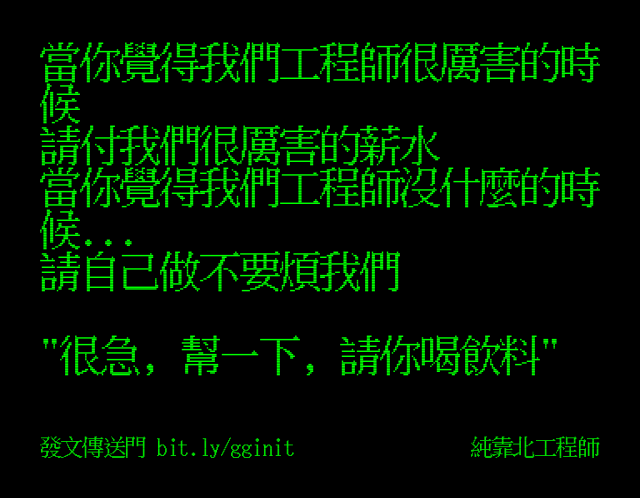 當你覺得我們工程師很厲害的時
候
請付我們很厲害的薪水
當你覺得我們工程師沒什麼的時
候...
請自己做不要煩我們
"很急，幫一下，請你喝飲料"
發文傳送門 bit.ly/gginit
純靠北工程師